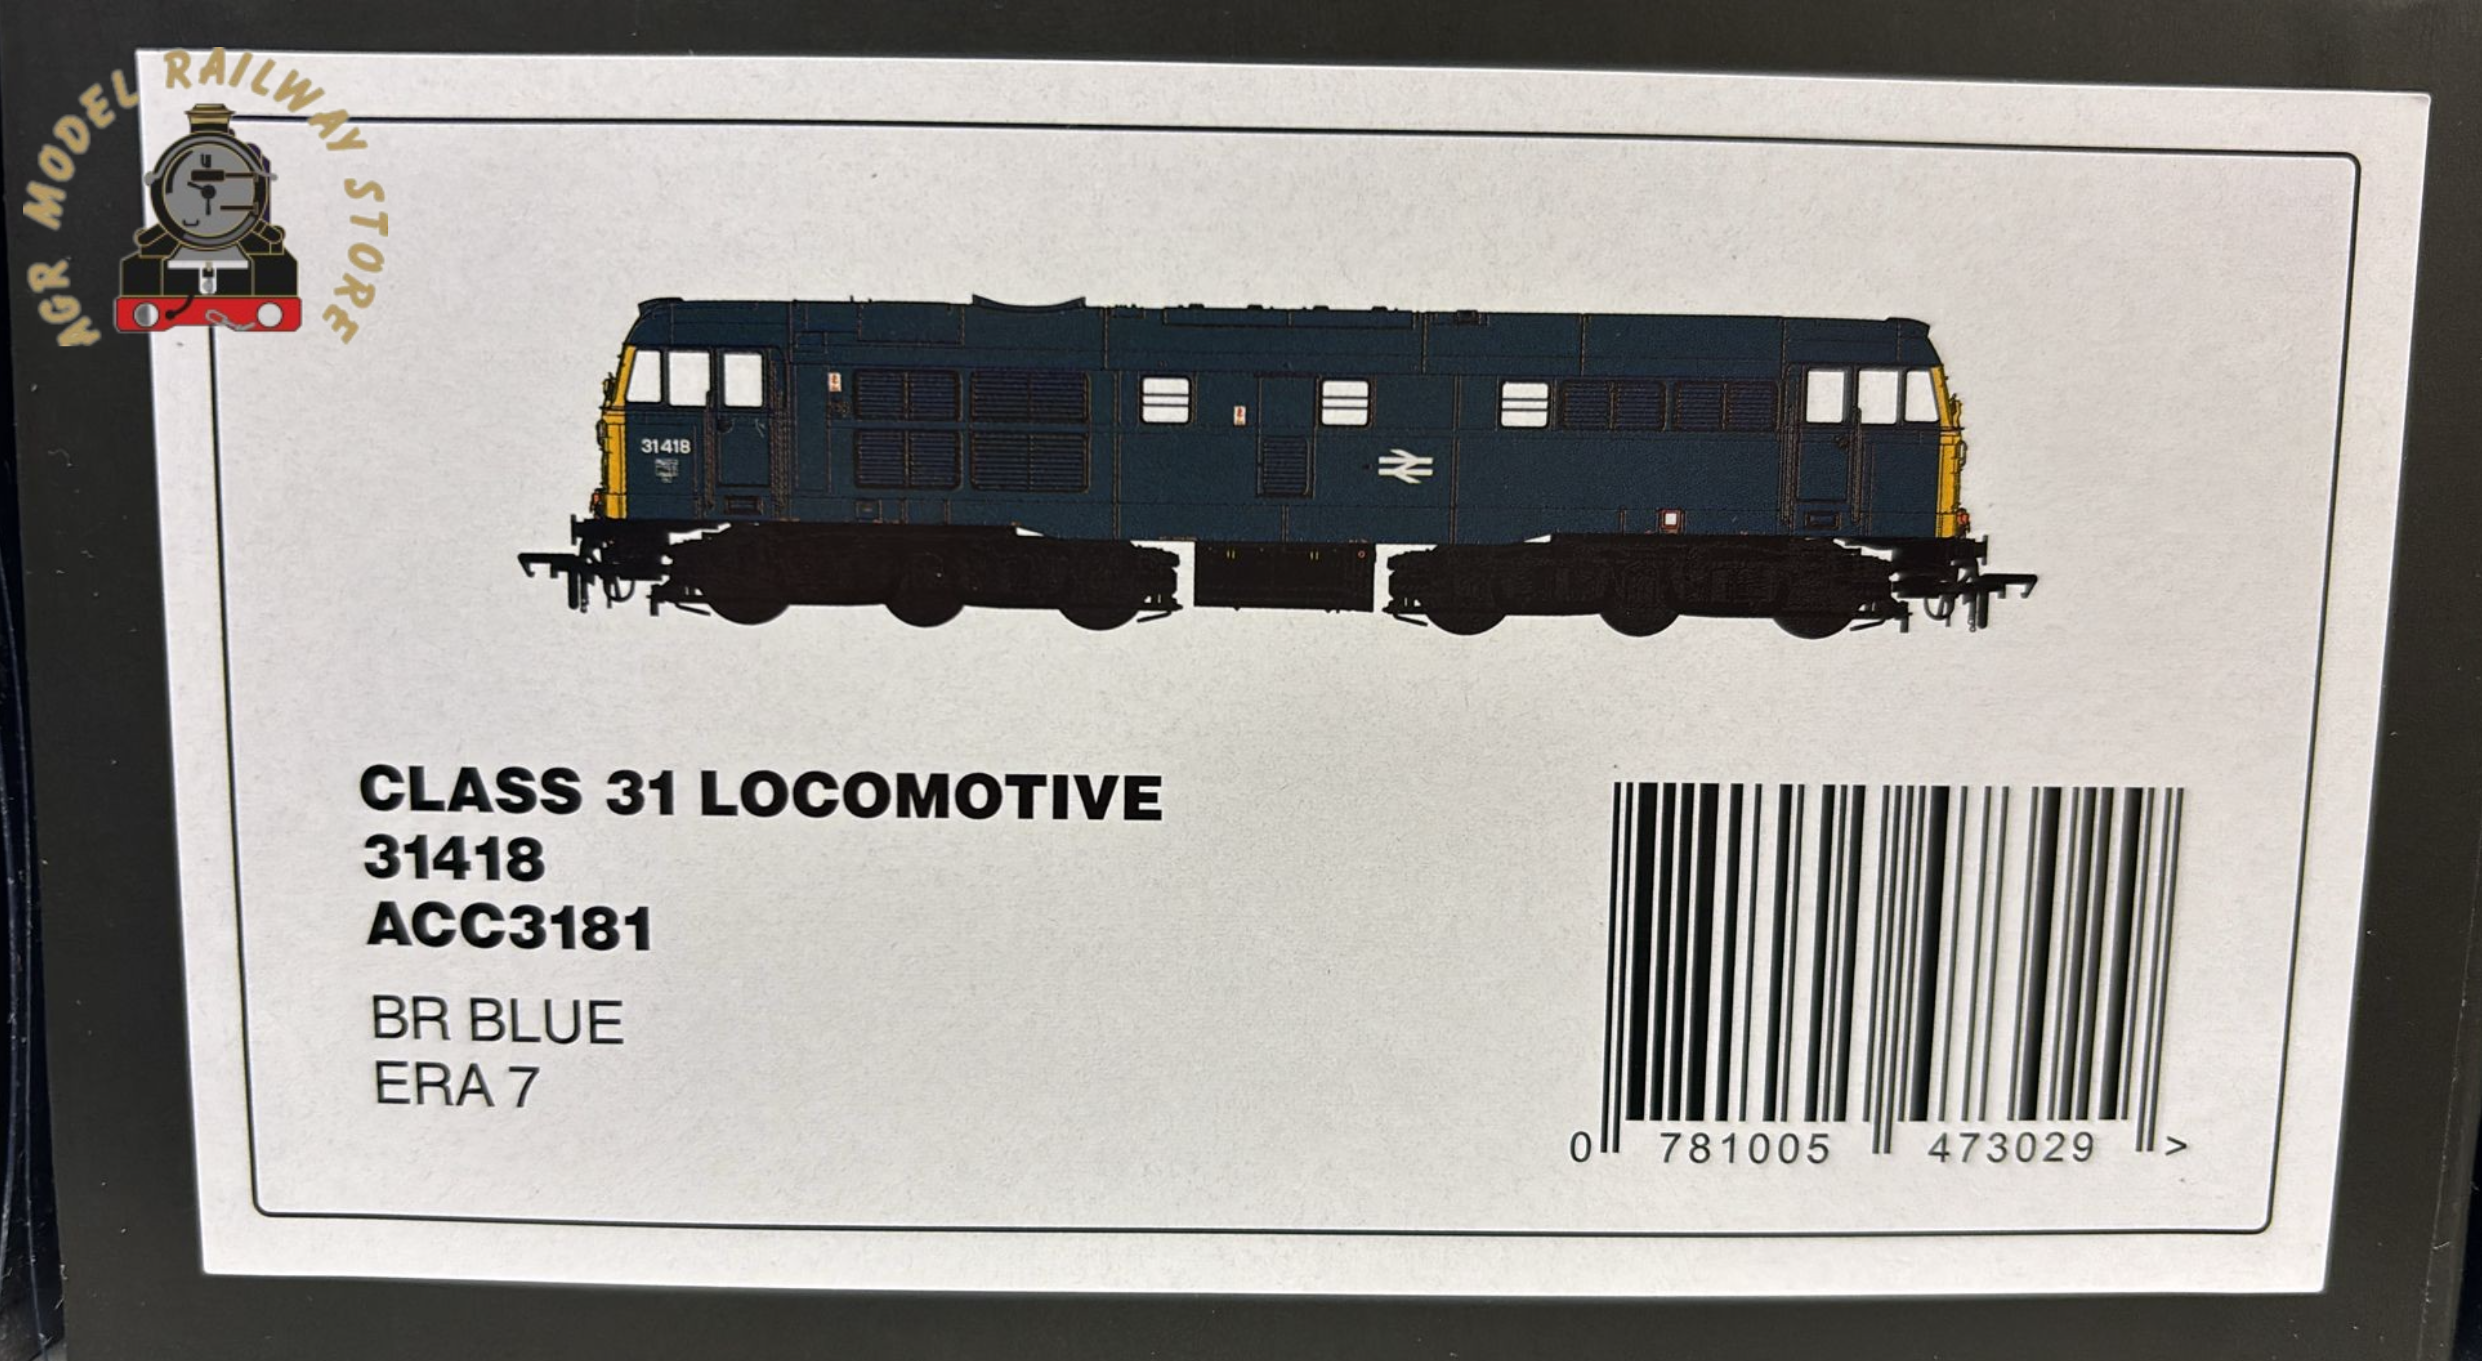 AGR MODEL RAILWAY STORE
31418
CLASS 31 LOCOMOTIVE
31418
ACC3181
BR BLUE
ERA 7
0 781005 473029 >